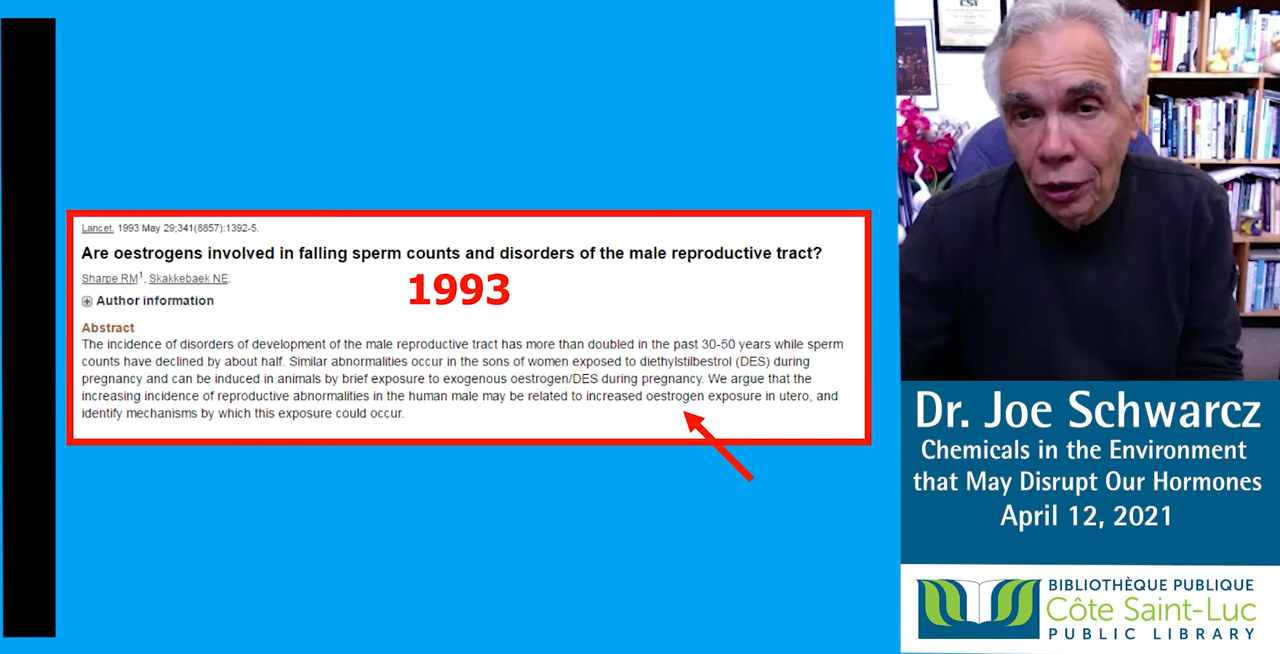 Lancet. 1993 May 29;341(8857):1392-5.
Are oestrogens involved in falling sperm counts and disorders of the male reproductive tract?
Sharpe RM1, Skakkebaek NE.
Author information
1993
Abstract
The incidence of disorders of development of the male reproductive tract has more than doubled in the past 30-50 years while sperm
counts have declined by about half. Similar abnormalities occur in the sons of women exposed to diethylstilbestrol (DES) during
pregnancy and can be induced in animals by brief exposure to exogenous oestrogen/DES during pregnancy. We argue that the
increasing incidence of reproductive abnormalities in the human male may be related to increased oestrogen exposure in utero, and
identify mechanisms by which this exposure could occur.
CSI
Dr. Joe Schwarcz
Chemicals in the Environment
that May Disrupt Our Hormones
April 12, 2021
BIBLIOTHÈQUE PUBLIQUE
Côte Saint-Luc
PUBLIC LIBRARY